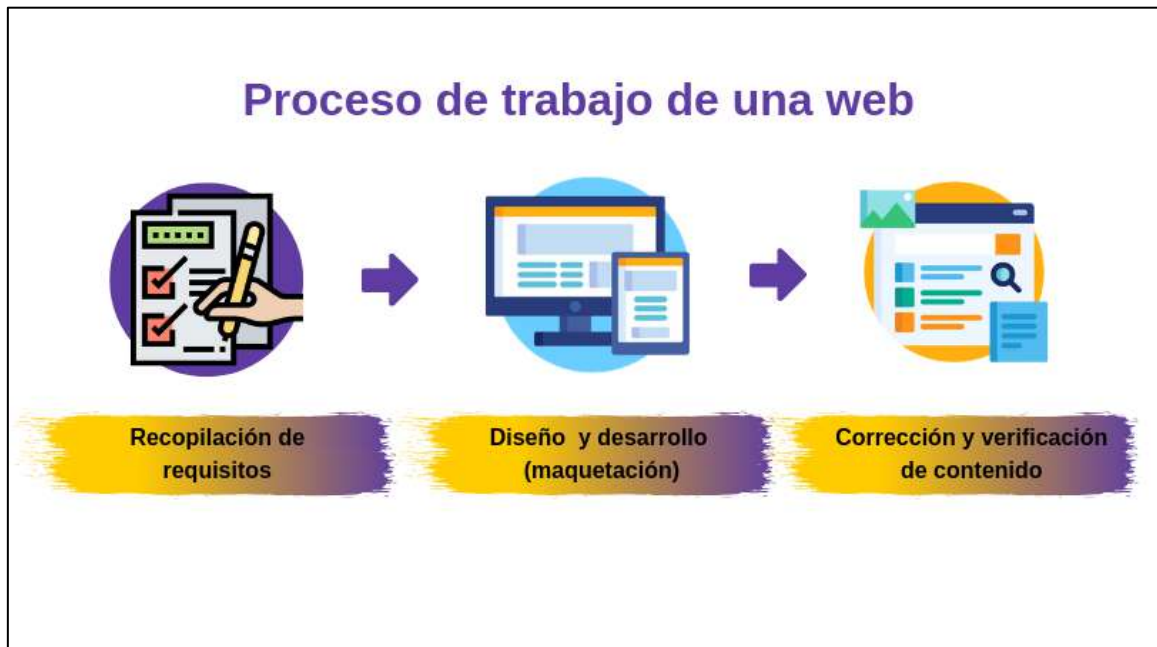 Proceso de trabajo de una web
Recopilación de
requisitos
Diseño y desarrollo
(maquetación)
Corrección y verificación
de contenido